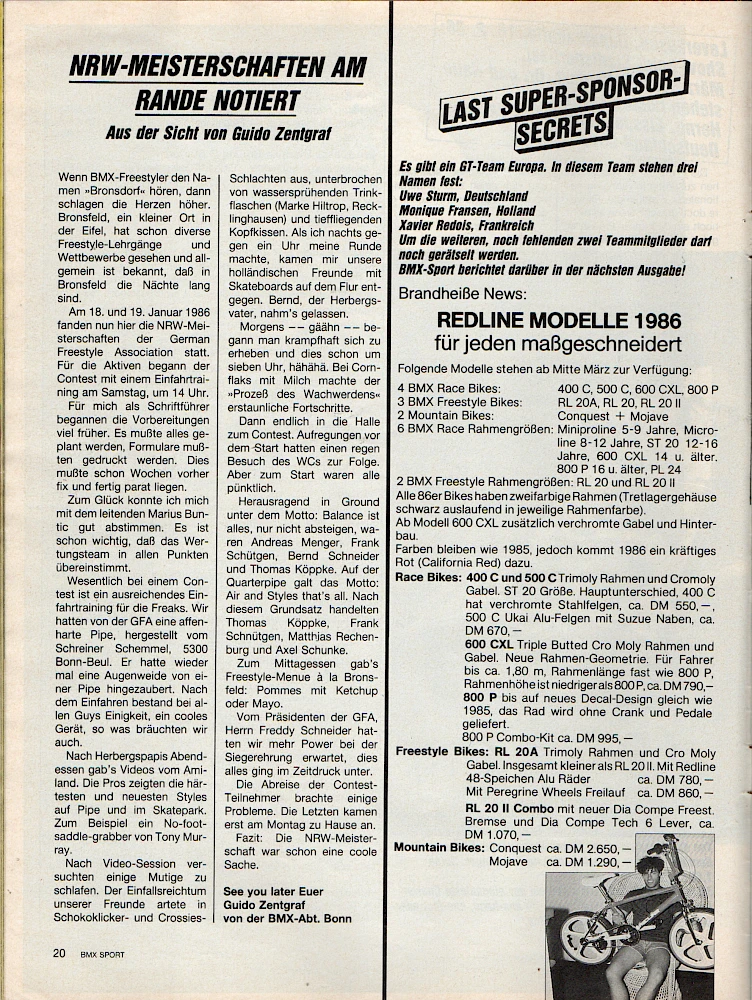 NRW-MEISTERSCHAFTEN AM
RANDE NOTIERT
Aus der Sicht von Guido Zentgraf
Wenn BMX-Freestyler den Na-
men »Bronsdorf« hören, dann
schlagen die Herzen höher.
Bronsfeld, ein kleiner Ort in
der Eifel, hat schon diverse
Freestyle-Lehrgänge und
Wettbewerbe gesehen und all-
gemein ist bekannt, daß in
Bronsfeld die Nächte lang
sind.
Am 18. und 19. Januar 1986
fanden nun hier die NRW-Mei-
sterschaften der German
Freestyle Association statt.
Für die Aktiven begann der
Contest mit einem Einfahrtrai-
ning am Samstag, um 14 Uhr.
Für mich als Schriftführer
begannen die Vorbereitungen
viel früher. Es mußte alles ge-
plant werden, Formulare muß-
ten gedruckt werden. Dies
mußte schon Wochen vorher
fix und fertig parat liegen.
Zum Glück konnte ich mich
mit dem leitenden Marius Bun-
tic gut abstimmen. Es ist
schon wichtig, daß das Wer-
tungsteam in allen Punkten
übereinstimmt.
Wesentlich bei einem Con-
test ist ein ausreichendes Ein-
fahrtraining für die Freaks. Wir
hatten von der GFA eine affen-
harte Pipe, hergestellt vom
Schreiner Schemmel, 5300
Bonn-Beul. Er hatte wieder
mal eine Augenweide von ei-
ner Pipe hingezaubert. Nach
dem Einfahren bestand bei al-
len Guys Einigkeit, ein cooles
Gerät, so was bräuchten wir
auch.
Nach Herbergspapis Abend-
essen gab's Videos vom Ami-
land. Die Pros zeigten die här-
testen und neuesten Styles
auf Pipe und im Skatepark.
Zum Beispiel ein No-foot-
saddle-grabber von Tony Mur-
ray.
Nach Video-Session ver-
suchten einige Mutige zu
schlafen. Der Einfallsreichtum
unserer Freunde artete in
Schokoklicker- und Crossies-
Schlachten aus, unterbrochen
von wassersprühenden Trink-
flaschen (Marke Hiltrop, Reck-
linghausen) und tieffliegenden
Kopfkissen. Als ich nachts ge-
gen ein Uhr meine Runde
machte, kamen mir unsere
holländischen Freunde mit
Skateboards auf dem Flur ent-
gegen. Bernd, der Herbergs-
vater, nahm's gelassen.
Morgens –– gäähn –– be-
gann man krampfhaft sich zu
erheben und dies schon um
sieben Uhr, hähähä. Bei Corn-
flaks mit Milch machte der
»Prozeß des Wachwerdens«
erstaunliche Fortschritte.
Dann endlich in die Halle
zum Contest. Aufregungen vor
dem Start hatten einen regen
Besuch des WCs zur Folge.
Aber zum Start waren alle
pünktlich.
Herausragend in Ground
unter dem Motto: Balance ist
alles, nur nicht absteigen, wa-
ren Andreas Menger, Frank
Schütgen, Bernd Schneider
und Thomas Köppke. Auf der
Quarterpipe galt das Motto:
Air and Styles that's all. Nach
diesem Grundsatz handelten
Thomas Köppke, Frank
Schnütgen, Matthias Rechen-
burg und Axel Schunke.
Zum Mittagessen gab's
Freestyle-Menue à la Brons-
feld: Pommes mit Ketchup
oder Mayo.
Vom Präsidenten der GFA,
Herrn Freddy Schneider hat-
ten wir mehr Power bei der
Siegerehrung erwartet, dies
alles ging im Zeitdruck unter.
Die Abreise der Contest-
Teilnehmer brachte einige
Probleme. Die Letzten kamen
erst am Montag zu Hause an.
Fazit: Die NRW-Meister-
schaft war schon eine coole
Sache.
See you later Euer
Guido Zentgraf
von der BMX-Abt. Bonn
20 BMX SPORT
LAST SUPER-SPONSOR-
SECRETS
Es gibt ein GT-Team Europa. In diesem Team stehen drei
Namen fest:
Uwe Sturm, Deutschland
Monique Fransen, Holland
Xavier Redois, Frankreich
Um die weiteren, noch fehlenden zwei Teammitglieder darf
noch gerätselt werden.
BMX-Sport berichtet darüber in der nächsten Ausgabe!
Brandheiße News:
REDLINE MODELLE 1986
für jeden maßgeschneidert
Folgende Modelle stehen ab Mitte März zur Verfügung:
4 BMX Race Bikes: 400 C, 500 C, 600 CXL, 800 P
3 BMX Freestyle Bikes: RL 20A, RL 20, RL 20 II
2 Mountain Bikes: Conquest + Mojave
6 BMX Race Rahmengrößen: Miniproline 5-9 Jahre, Micro-
line 8-12 Jahre, ST 20 12-16
Jahre, 600 CXL 14 u. älter.
800 P 16 u. älter, PL 24
2 BMX Freestyle Rahmengrößen: RL 20 und RL 20 II
Alle 86er Bikes haben zweifarbige Rahmen (Tretlagergehäuse
schwarz auslaufend in jeweilige Rahmenfarbe).
Ab Modell 600 CXL zusätzlich verchromte Gabel und Hinter-
bau.
Farben bleiben wie 1985, jedoch kommt 1986 ein kräftiges
Rot (California Red) dazu.
Race Bikes: 400 C und 500 C Trimoly Rahmen und Cromoly
Gabel. ST 20 Größe. Hauptunterschied, 400 C
hat verchromte Stahlfelgen, ca. DM 550,–,
500 C Ukai Alu-Felgen mit Suzue Naben, ca.
DM 670,–
600 CXL Triple Butted Cro Moly Rahmen und
Gabel. Neue Rahmen-Geometrie. Für Fahrer
bis ca. 1,80 m, Rahmenlänge fast wie 800 P,
Rahmenhöhe ist niedriger als 800 P, ca. DM 790,–
800 P bis auf neues Decal-Design gleich wie
1985, das Rad wird ohne Crank und Pedale
geliefert.
800 P Combo-Kit ca. DM 995,–
Freestyle Bikes: RL 20A Trimoly Rahmen und Cro Moly
Gabel. Insgesamt kleiner als RL 20 II. Mit Redline
48-Speichen Alu Räder ca. DM 780,–
Mit Peregrine Wheels Freilauf ca. DM 860,–
RL 20 II Combo mit neuer Dia Compe Freest.
Bremse und Dia Compe Tech 6 Lever, ca.
DM 1.070,–
Mountain Bikes: Conquest ca. DM 2.650,–
Mojave ca. DM 1.290,–